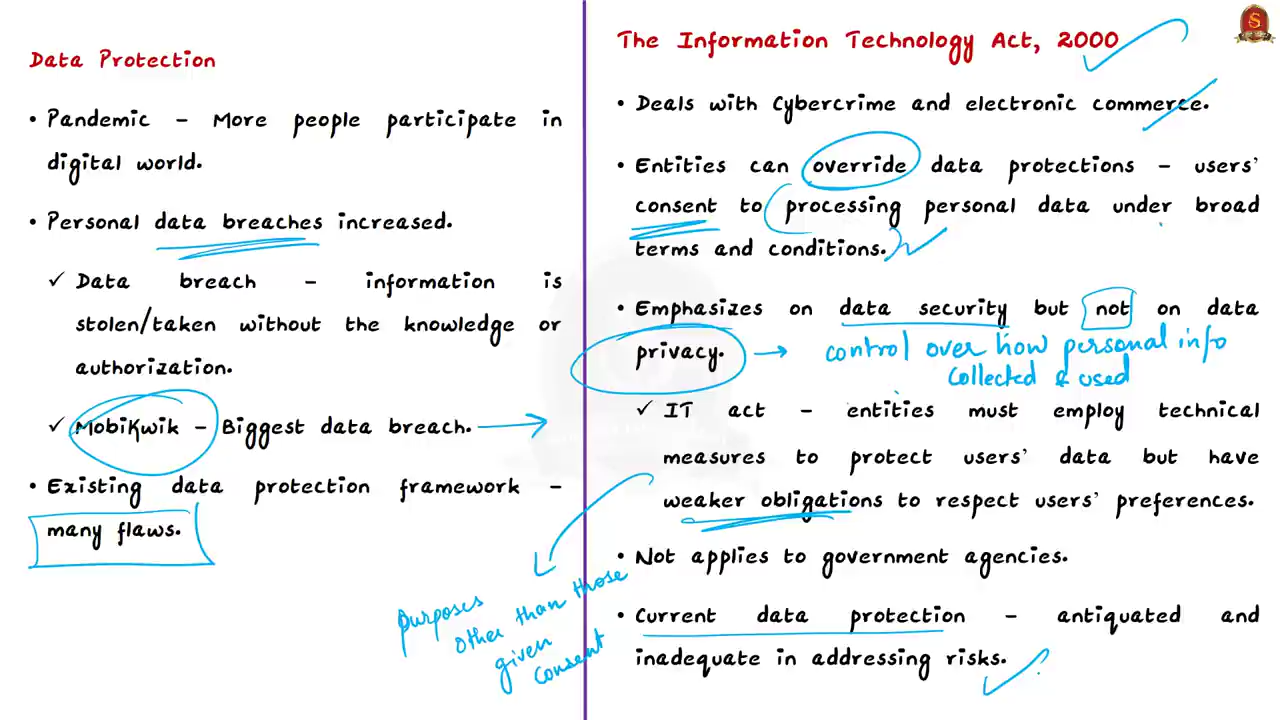 Data Protection
• Pandemic – More people participate in
digital world.
• Personal data breaches increased.
✓ Data breach – information is
stolen/taken without the knowledge or
authorization.
✓ MobiKwik – Biggest data breach.
• Existing data protection framework –
many flaws.
purposes
other than those
given
consent
The Information Technology Act, 2000
• Deals with Cybercrime and electronic commerce.
• Entities can override data protections – users'
consent to processing personal data under broad
terms and conditions.
• Emphasizes on data security but not on data
privacy. → control over how personal info
collected & used
✓ IT act – entities must employ technical
measures to protect users' data but have
weaker obligations to respect users' preferences.
• Not applies to government agencies.
• Current data protection – antiquated and
inadequate in addressing risks.